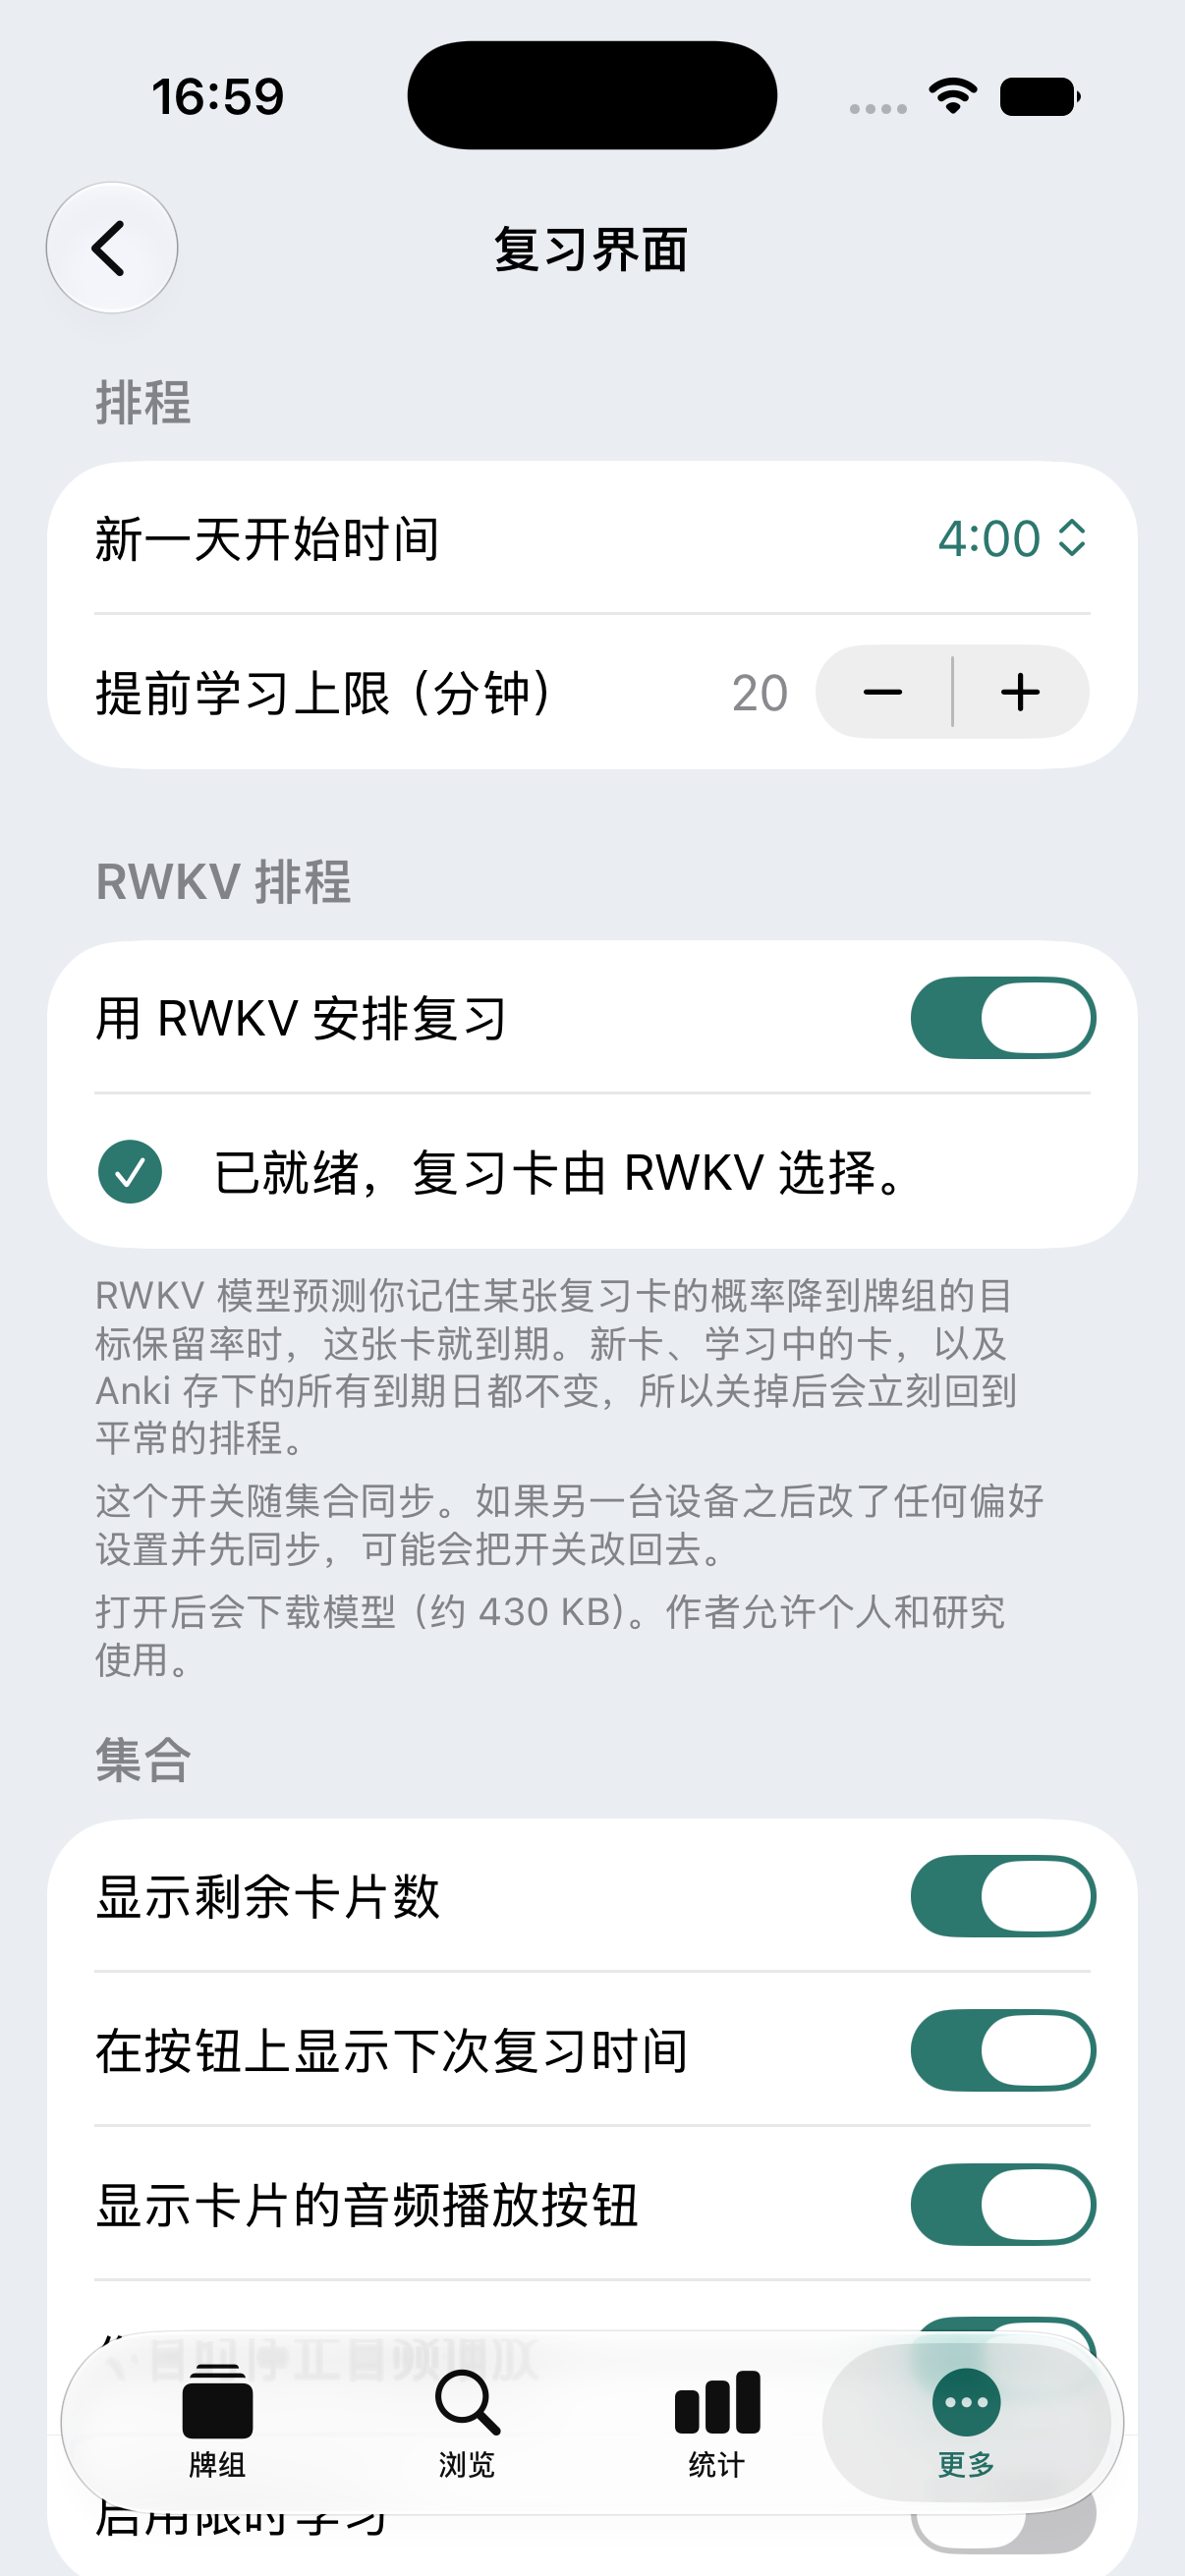 16:59
复习界面
排程
新一天开始时间
4:00
提前学习上限（分钟）
20
RWKV 排程
用 RWKV 安排复习
已就绪，复习卡由 RWKV 选择。
RWKV 模型预测你记住某张复习卡的概率降到牌组的目
标保留率时，这张卡就到期。新卡、学习中的卡，以及
Anki 存下的所有到期日都不变，所以关掉后会立刻回到
平常的排程。
这个开关随集合同步。如果另一台设备之后改了任何偏好
设置并先同步，可能会把开关改回去。
打开后会下载模型（约 430 KB）。作者允许个人和研究
使用。
集合
显示剩余卡片数
在按钮上显示下次复习时间
显示卡片的音频播放按钮
启用限时学习
牌组
浏览
统计
更多